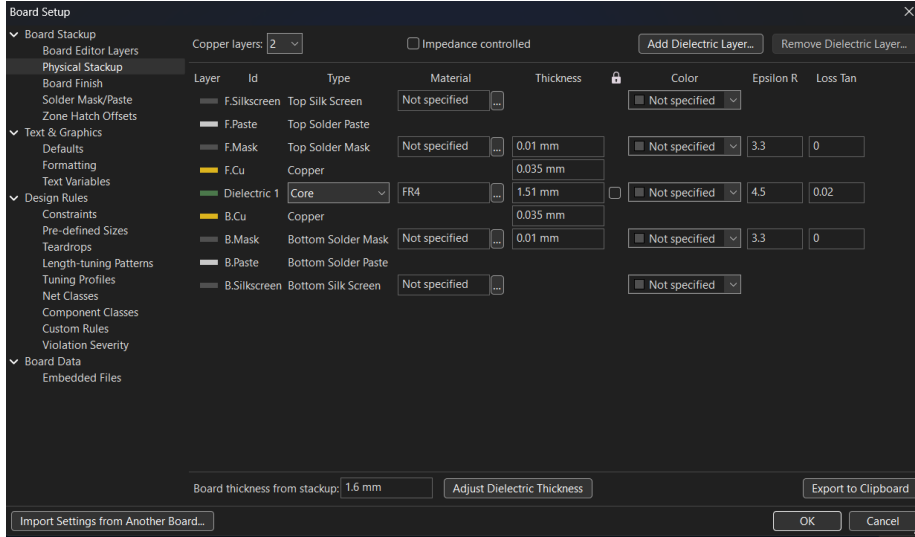 Board Setup
Board Stackup
Board Editor Layers
Physical Stackup
Board Finish
Solder Mask/Paste
Zone Hatch Offsets
Text & Graphics
Defaults
Formatting
Text Variables
Design Rules
Constraints
Pre-defined Sizes
Teardrops
Length-tuning Patterns
Tuning Profiles
Net Classes
Component Classes
Custom Rules
Violation Severity
Board Data
Embedded Files
Copper layers: 2 Impedance controlled Add Dielectric Layer... Remove Dielectric Layer...
Layer Id Type Material Thickness Color Epsilon R Loss Tan
F.Silkscreen Top Silk Screen Not specified ... Not specified
F.Paste Top Solder Paste
F.Mask Top Solder Mask Not specified ... 0.01 mm Not specified 3.3 0
F.Cu Copper 0.035 mm
Dielectric 1 Core FR4 ... 1.51 mm Not specified 4.5 0.02
B.Cu Copper 0.035 mm
B.Mask Bottom Solder Mask Not specified ... 0.01 mm Not specified 3.3 0
B.Paste Bottom Solder Paste
B.Silkscreen Bottom Silk Screen Not specified ... Not specified
Board thickness from stackup: 1.6 mm Adjust Dielectric Thickness Export to Clipboard
Import Settings from Another Board... OK Cancel